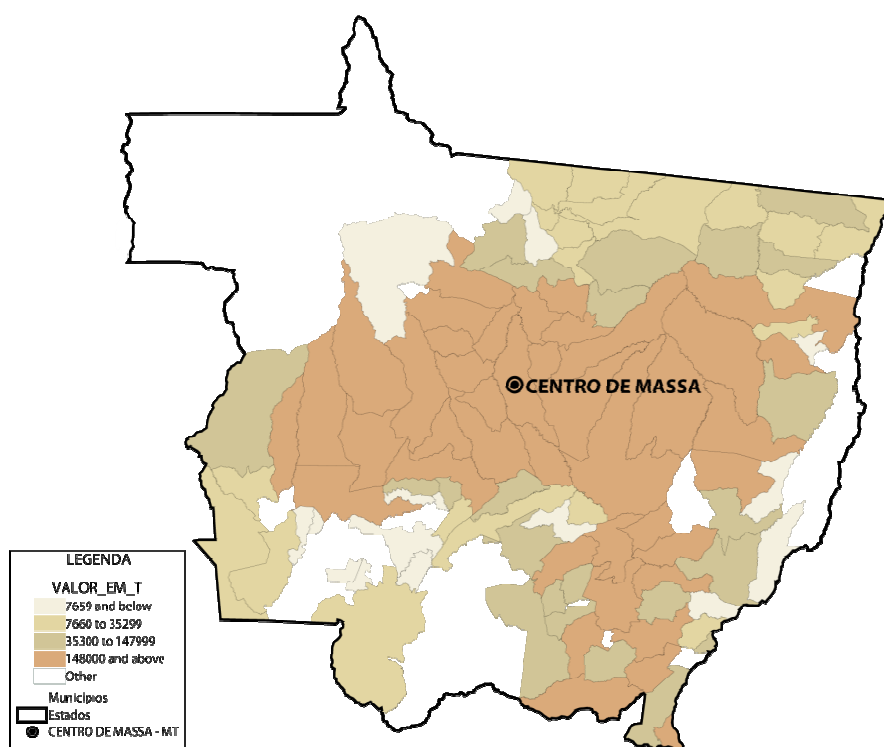 CENTRO DE MASSA
LEGENDA
VALOR_EM_T
7659 and below
7660 to 35299
35300 to 147999
148000 and above
Other
Municípios
Estados
CENTRO DE MASSA - MT